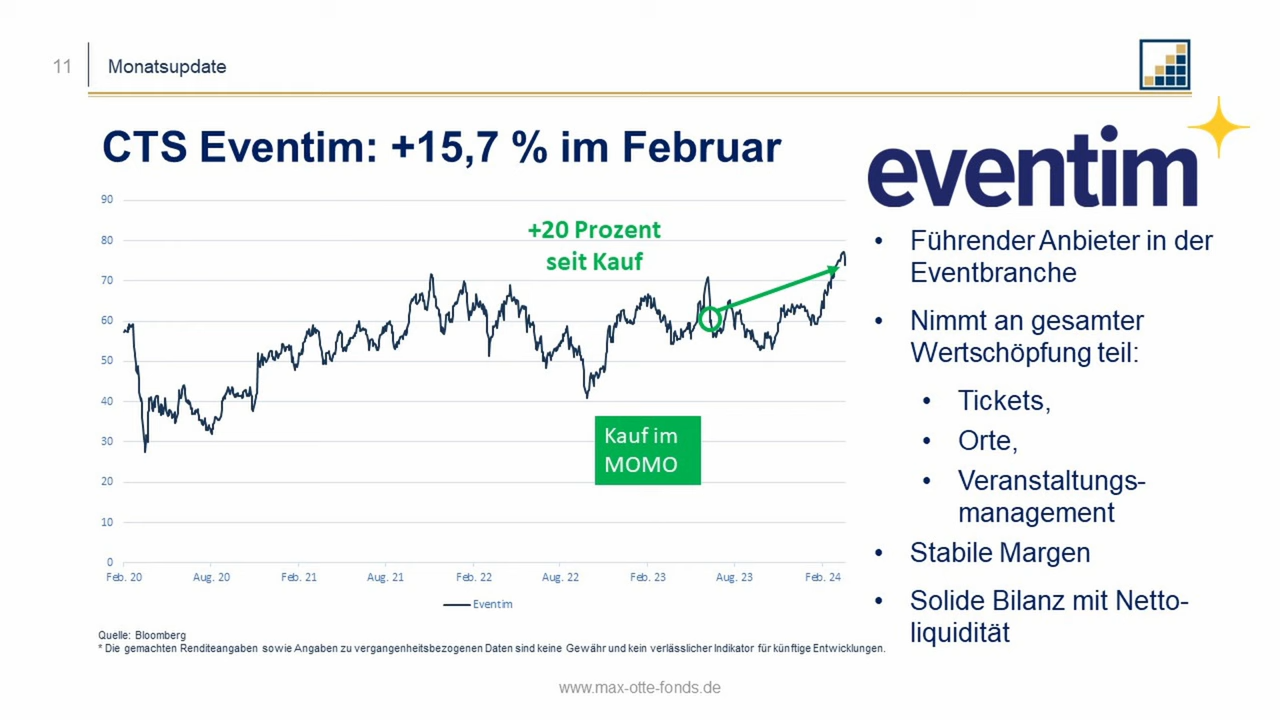 11
Monatsupdate
CTS Eventim: +15,7 % im Februar
eventim
90
80
70
60
50
40
30
20
10
0
+20 Prozent
seit Kauf
Kauf im
MOMO
Feb. 20
Aug. 20
Feb. 21
Aug. 21
Feb. 22
Aug. 22
Feb. 23
Aug. 23
Feb. 24
Eventim
• Führender Anbieter in der
Eventbranche
• Nimmt an gesamter
Wertschöpfung teil:
• Tickets,
• Orte,
• Veranstaltungs-
management
• Stabile Margen
• Solide Bilanz mit Netto-
liquidität
Quelle: Bloomberg
* Die gemachten Renditeangaben sowie Angaben zu vergangenheitsbezogenen Daten sind keine Gewähr und kein verlässlicher Indikator für künftige Entwicklungen.
www.max-otte-fonds.de